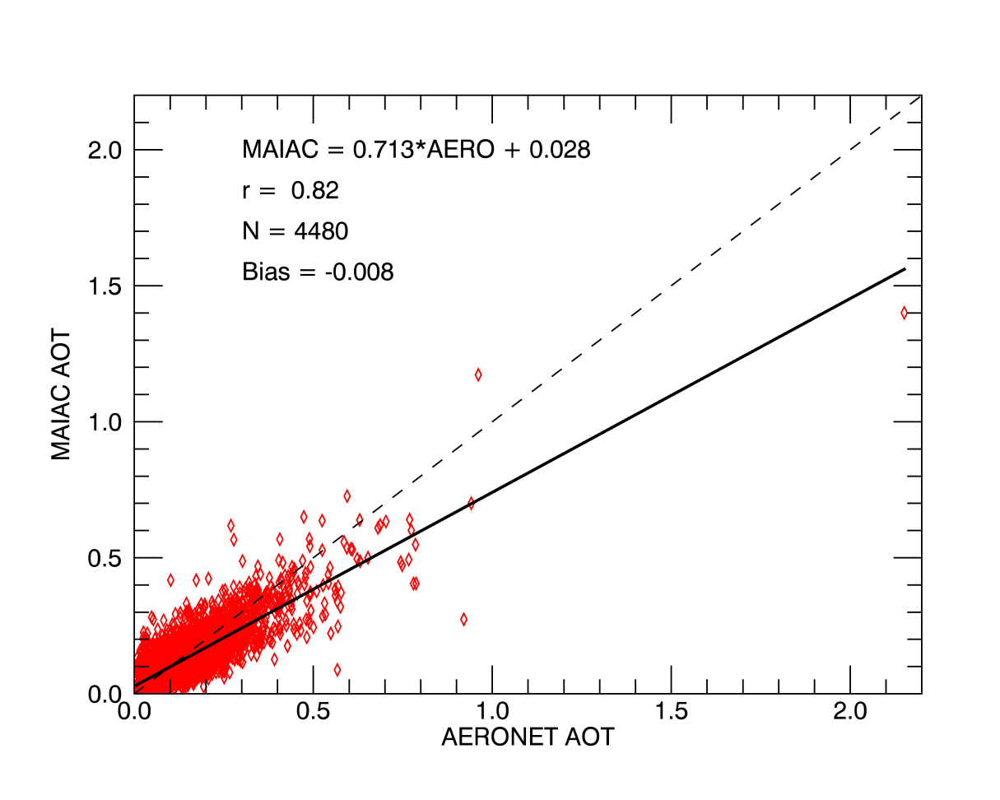 MAIAC = 0.713*AERO + 0.028
r = 0.82
N = 4480
Bias = -0.008
2.0
1.5
1.0
0.5
0.0
MAIAC AOT
0.0 0.5 1.0 1.5 2.0
AERONET AOT